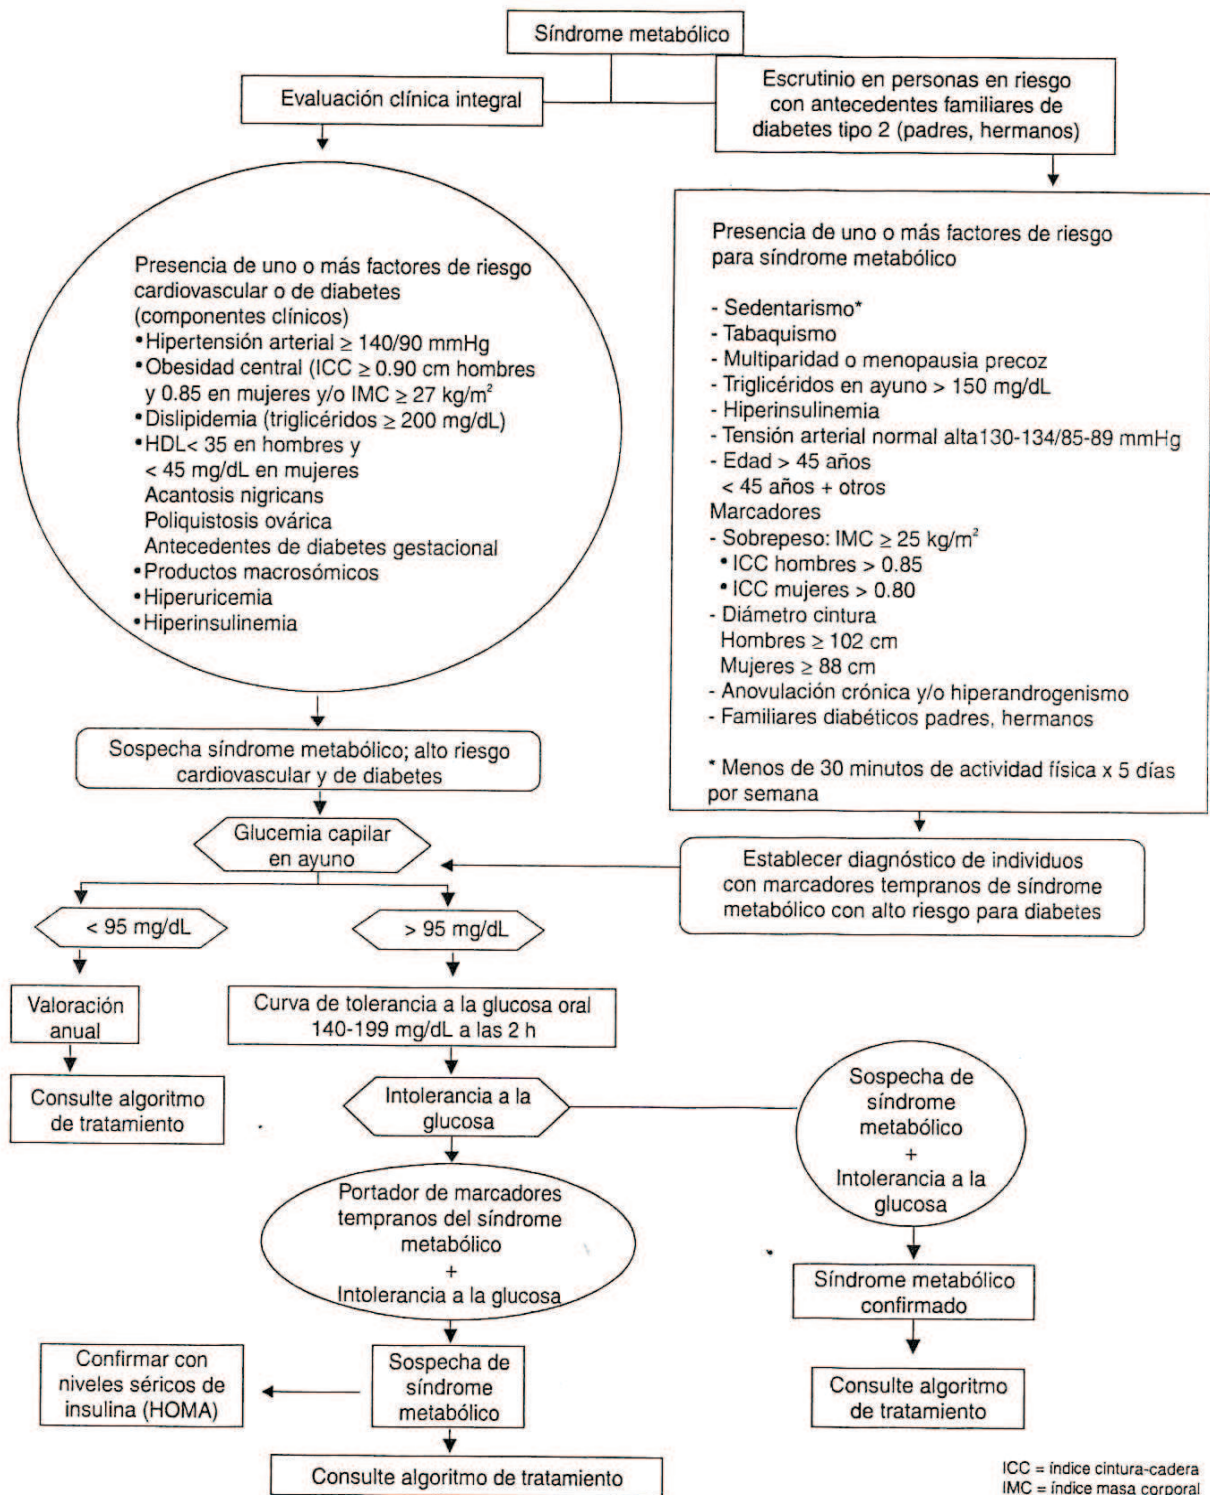 Síndrome metabólico
Evaluación clínica integral
Escrutinio en personas en riesgo
con antecedentes familiares de
diabetes tipo 2 (padres, hermanos)
Presencia de uno o más factores de riesgo
cardiovascular o de diabetes
(componentes clínicos)
•Hipertensión arterial ≥ 140/90 mmHg
•Obesidad central (ICC ≥ 0.90 cm hombres
y 0.85 en mujeres y/o IMC ≥ 27 kg/m²
•Dislipidemia (triglicéridos ≥ 200 mg/dL)
•HDL< 35 en hombres y
< 45 mg/dL en mujeres
Acantosis nigricans
Poliquistosis ovárica
Antecedentes de diabetes gestacional
•Productos macrosómicos
•Hiperuricemia
•Hiperinsulinemia
Presencia de uno o más factores de riesgo
para síndrome metabólico
- Sedentarismo*
- Tabaquismo
- Multiparidad o menopausia precoz
- Triglicéridos en ayuno > 150 mg/dL
- Hiperinsulinemia
- Tensión arterial normal alta130-134/85-89 mmHg
- Edad > 45 años
< 45 años + otros
Marcadores
- Sobrepeso: IMC ≥ 25 kg/m²
• ICC hombres > 0.85
• ICC mujeres > 0.80
- Diámetro cintura
Hombres ≥ 102 cm
Mujeres ≥ 88 cm
- Anovulación crónica y/o hiperandrogenismo
- Familiares diabéticos padres, hermanos
* Menos de 30 minutos de actividad física x 5 días
por semana
Sospecha síndrome metabólico; alto riesgo
cardiovascular y de diabetes
Glucemia capilar
en ayuno
Establecer diagnóstico de individuos
con marcadores tempranos de síndrome
metabólico con alto riesgo para diabetes
< 95 mg/dL
> 95 mg/dL
Valoración
anual
Curva de tolerancia a la glucosa oral
140-199 mg/dL a las 2 h
Consulte algoritmo
de tratamiento
Intolerancia a la
glucosa
Sospecha de
síndrome
metabólico
+
Intolerancia a la
glucosa
Portador de marcadores
tempranos del síndrome
metabólico
+
Intolerancia a la glucosa
Síndrome metabólico
confirmado
Confirmar con
niveles séricos de
insulina (HOMA)
Sospecha de
síndrome
metabólico
Consulte algoritmo
de tratamiento
Consulte algoritmo de tratamiento
ICC = índice cintura-cadera
IMC = índice masa corporal